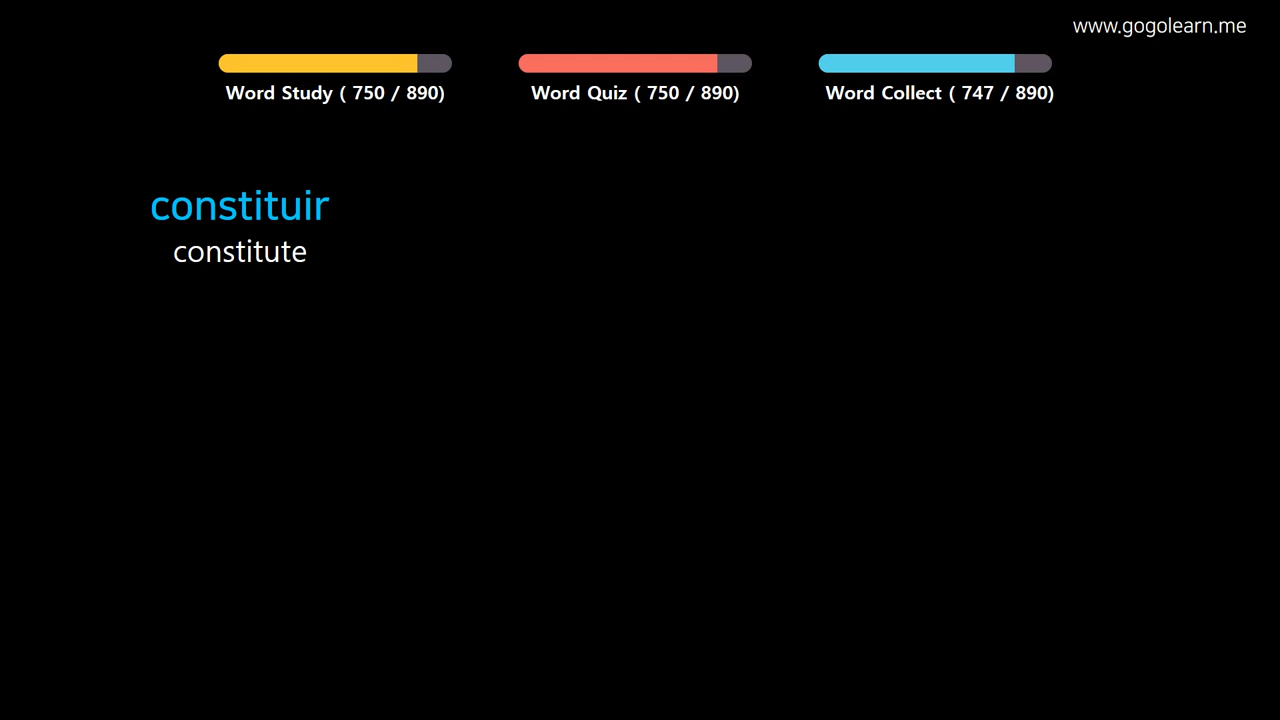 www.gogolearn.me
Word Study ( 750 / 890)
Word Quiz ( 750 / 890)
Word Collect ( 747 / 890)
constituir
constitute